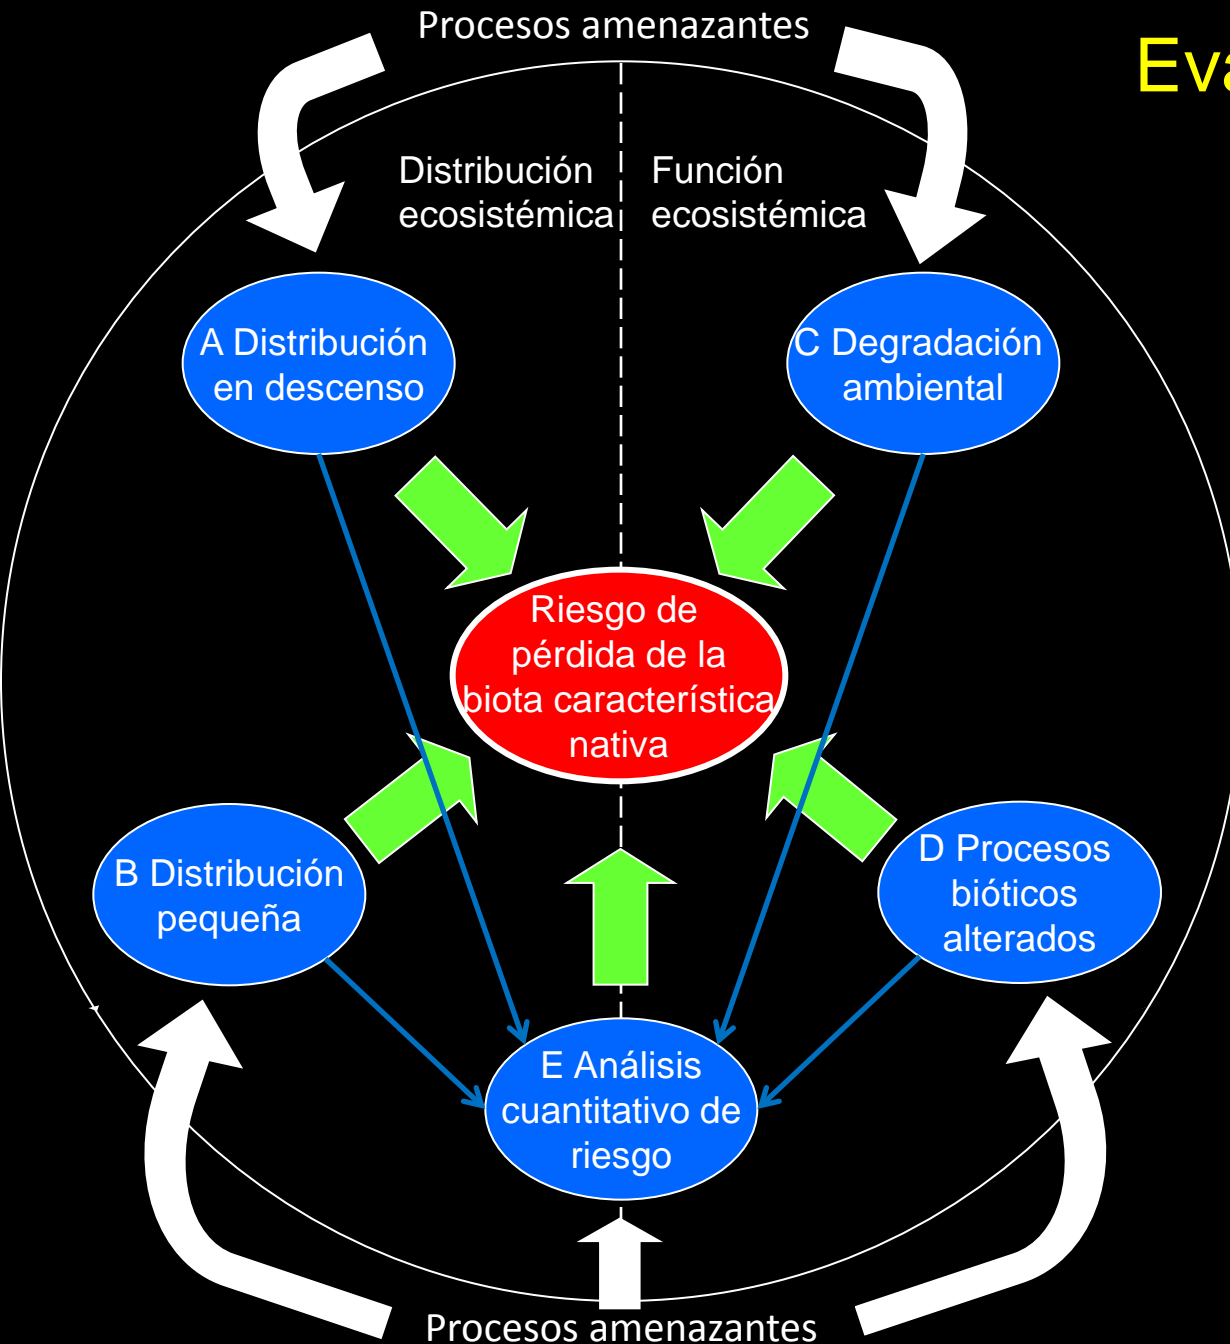 Procesos amenazantes
Eva
Distribución
ecosistémica
Función
ecosistémica
A Distribución
en descenso
C Degradación
ambiental
Riesgo de
pérdida de la
biota característica
nativa
B Distribución
pequeña
D Procesos
bióticos
alterados
E Análisis
cuantitativo de
riesgo
Procesos amenazantes